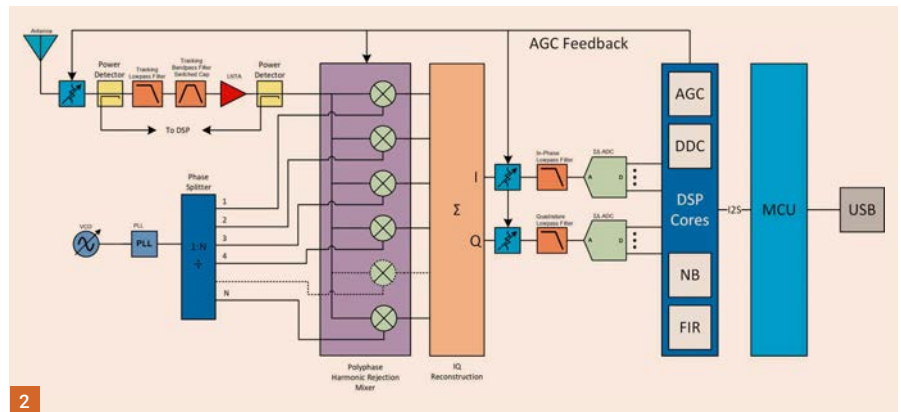 Antenna
AGC Feedback
Power
Detector
Tracking
Lowpass Filter
Tracking
Bandpass Filter
Switched Cap
LNTA
Power
Detector
To DSP
VCO
PLL
PLL
Phase
Splitter
1:N
÷
1
2
3
4
N
Polyphase
Harmonic Rejection
Mixer
Σ
I
Q
IQ
Reconstruction
In-Phase
Lowpass Filter
ΣΔ ADC
A
D
Quadrature
Lowpass Filter
ΣΔ ADC
A
D
AGC
DDC
DSP
Cores
NB
FIR
I2S
MCU
USB
2